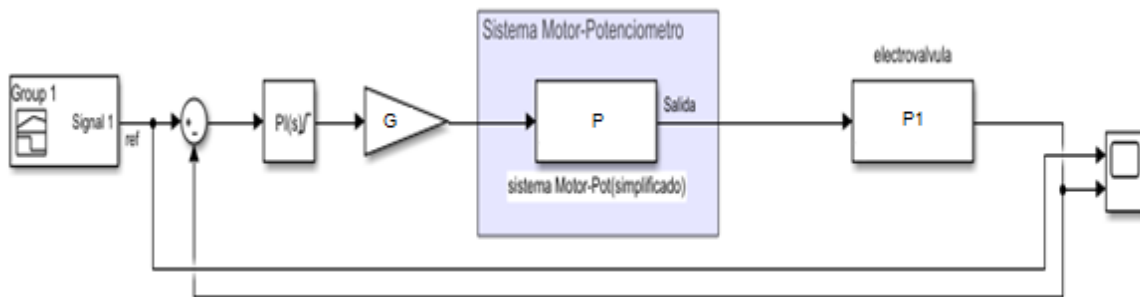 Sistema Motor-Potenciometro
electrovalvula
Group 1
Signal 1
ref
+
-
PI(s)
G
P
Salida
P1
sistema Motor-Pot(simplificado)